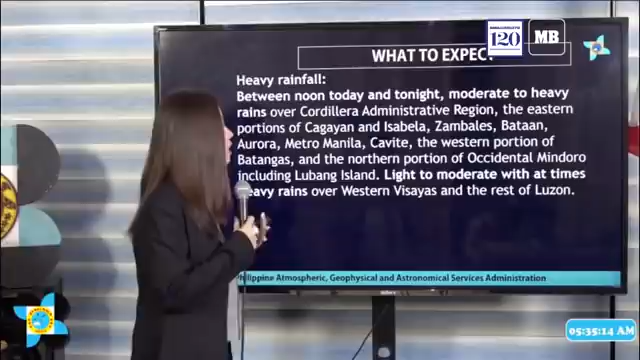 120
MB
WHAT TO EXPECT
Heavy rainfall:
Between noon today and tonight, moderate to heavy
rains over Cordillera Administrative Region, the eastern
portions of Cagayan and Isabela, Zambales, Bataan,
Aurora, Metro Manila, Cavite, the western portion of
Batangas, and the northern portion of Occidental Mindoro
including Lubang Island. Light to moderate with at times
heavy rains over Western Visayas and the rest of Luzon.
Philippine Atmospheric, Geophysical and Astronomical Services Administration
05:35:14 AM